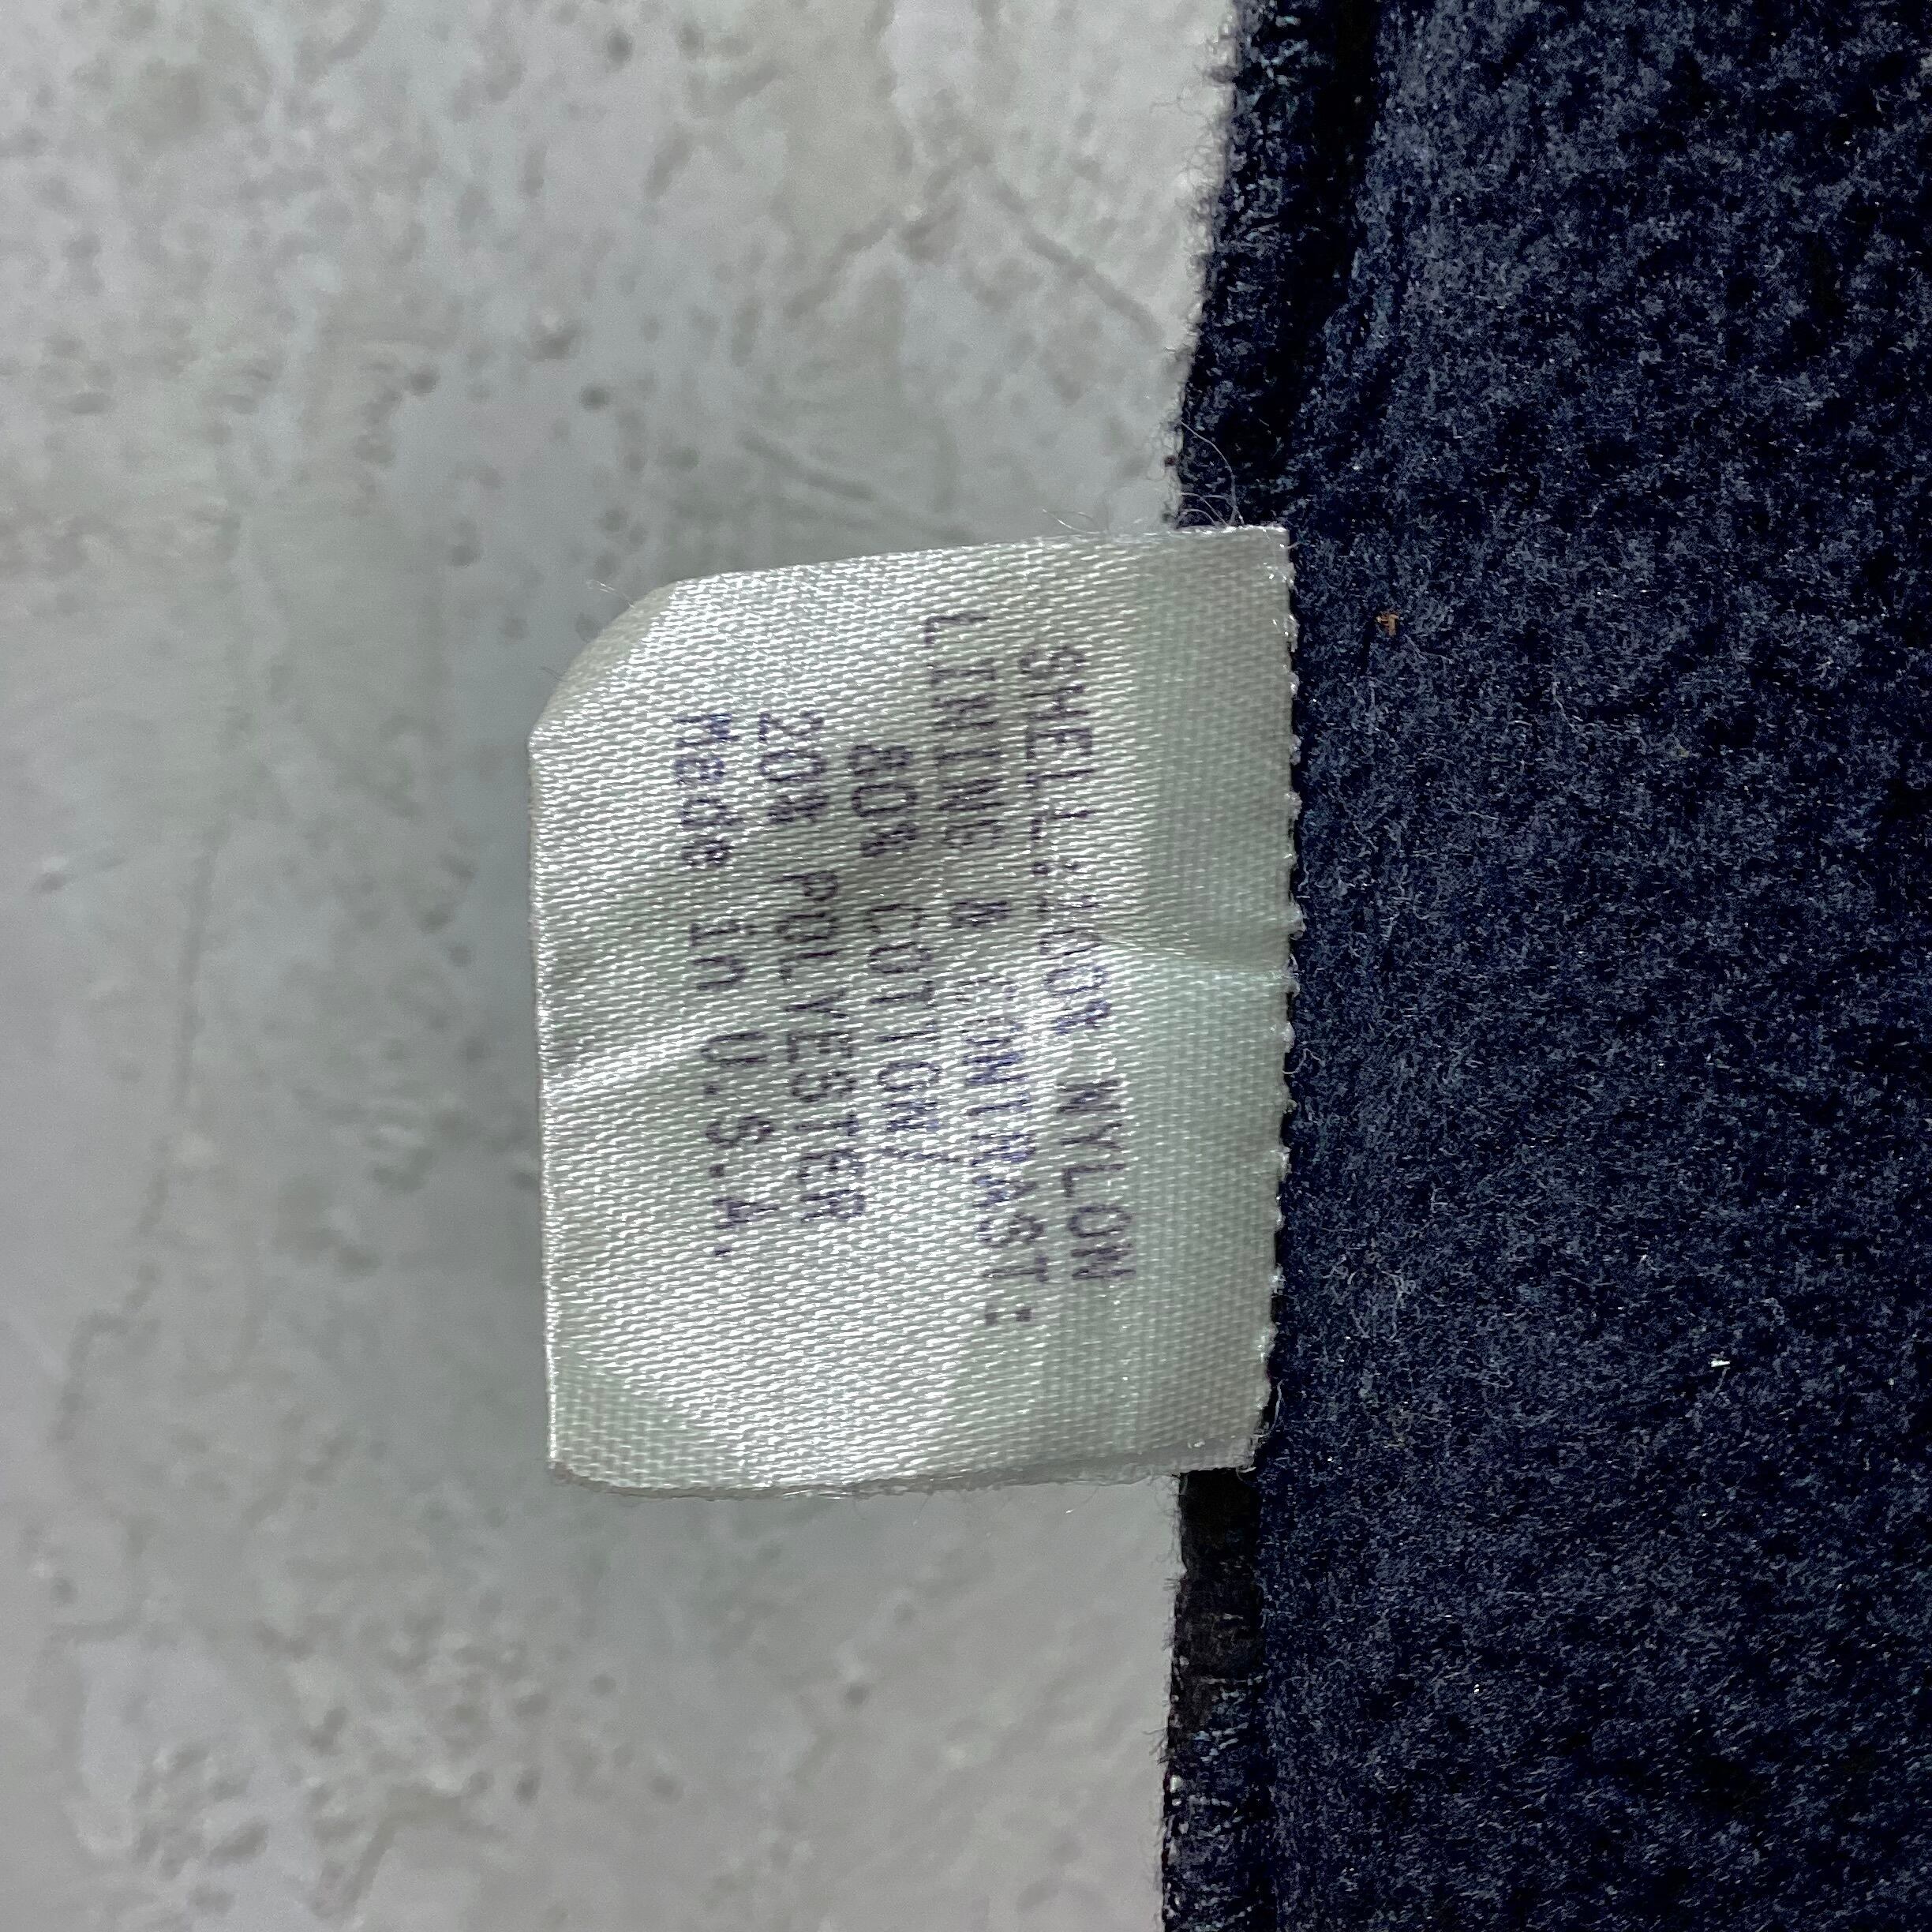 SHELL:100% NYLON
LINING & CONTRAST:
80% COTTON/
20% POLYESTER
Made in U.S.A.